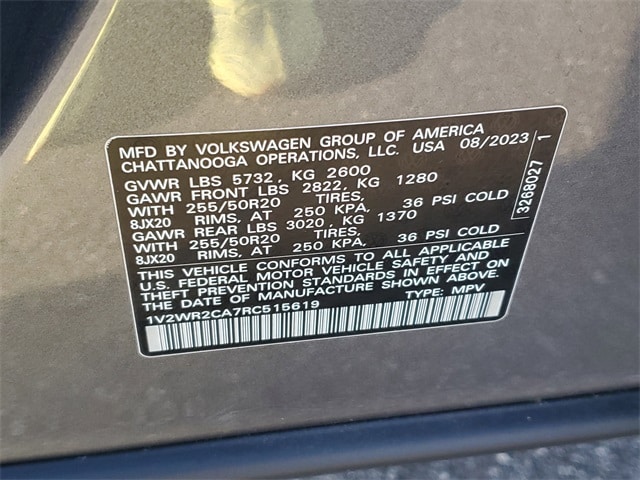 MFD BY VOLKSWAGEN GROUP OF AMERICA
CHATTANOOGA OPERATIONS, LLC. USA 08/2023
GVWR LBS 5732, KG 2600
GAWR FRONT LBS 2822, KG 1280
WITH 255/50R20 TIRES,
8JX20 RIMS, AT 250 KPA, 36 PSI COLD
GAWR REAR LBS 3020, KG 1370
WITH 255/50R20 TIRES,
8JX20 RIMS, AT 250 KPA, 36 PSI COLD
THIS VEHICLE CONFORMS TO ALL APPLICABLE
U.S. FEDERAL MOTOR VEHICLE SAFETY AND
THEFT PREVENTION STANDARDS IN EFFECT ON
THE DATE OF MANUFACTURE SHOWN ABOVE.
1V2WR2CA7RC515619 TYPE: MPV
3268027 1